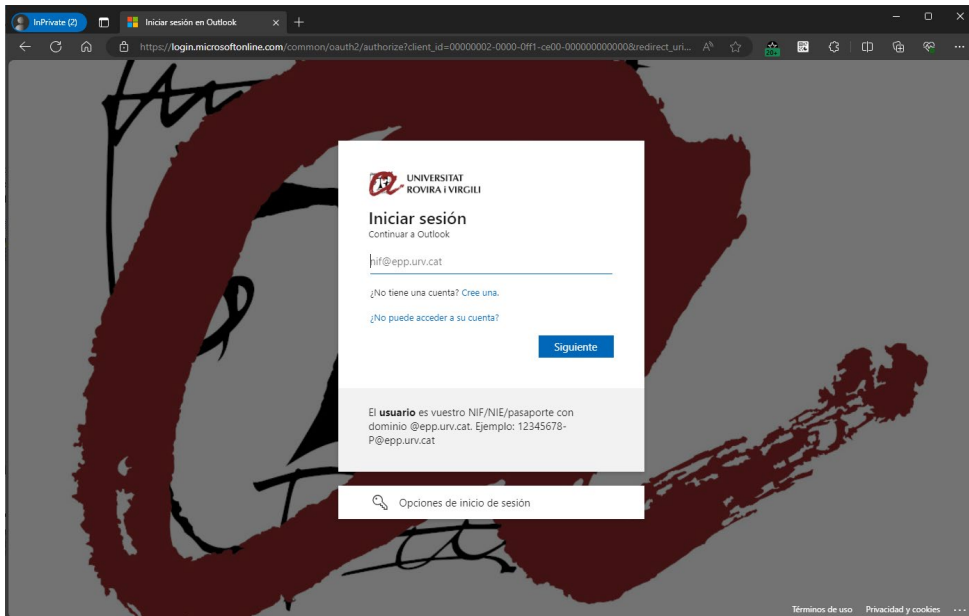 InPrivate (2)
Iniciar sesión en Outlook
https://login.microsoftonline.com/common/oauth2/authorize?client_id=00000002-0000-0ff1-ce00-000000000000&redirect_uri...
UNIVERSITAT
ROVIRA i VIRGILI
Iniciar sesión
Continuar a Outlook
nif@epp.urv.cat
¿No tiene una cuenta? Cree una.
¿No puede acceder a su cuenta?
Siguiente
El usuario es vuestro NIF/NIE/pasaporte con
dominio @epp.urv.cat. Ejemplo: 12345678-
P@epp.urv.cat
Opciones de inicio de sesión
Términos de uso Privacidad y cookies ...